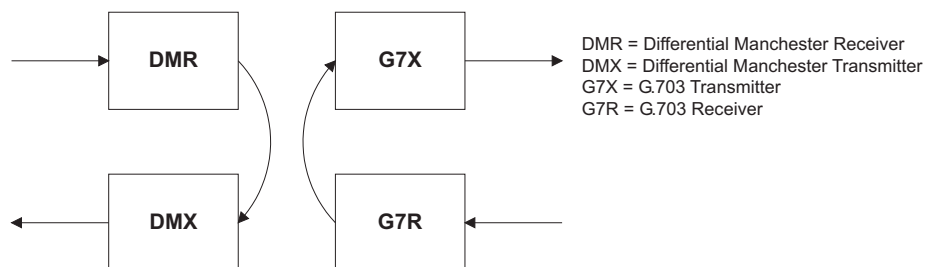 DMR
G7X
DMR = Differential Manchester Receiver
DMX = Differential Manchester Transmitter
G7X = G.703 Transmitter
G7R = G.703 Receiver
DMX
G7R